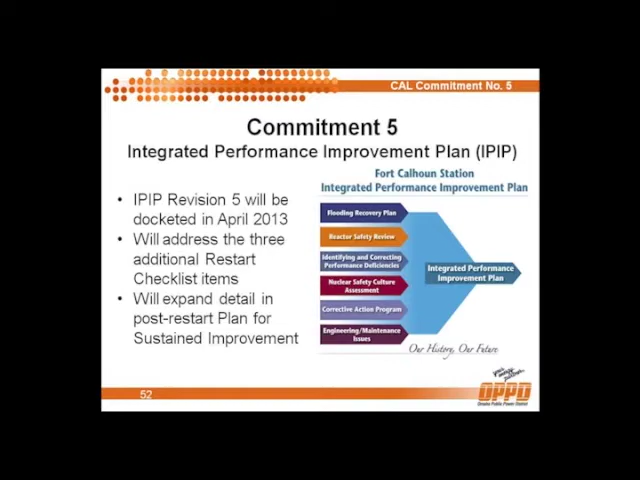 CAL Commitment No. 5
Commitment 5
Integrated Performance Improvement Plan (IPIP)
• IPIP Revision 5 will be
docketed in April 2013
• Will address the three
additional Restart
Checklist items
• Will expand detail in
post-restart Plan for
Sustained Improvement
Fort Calhoun Station
Integrated Performance Improvement Plan
Flooding Recovery Plan
Reactor Safety Review
Identifying and Correcting
Performance Deficiencies
Nuclear Safety Culture
Assessment
Corrective Action Program
Engineering/Maintenance
Issues
Integrated Performance
Improvement Plan
Our History, Our Future
52
OPPD
Omaha Public Power District